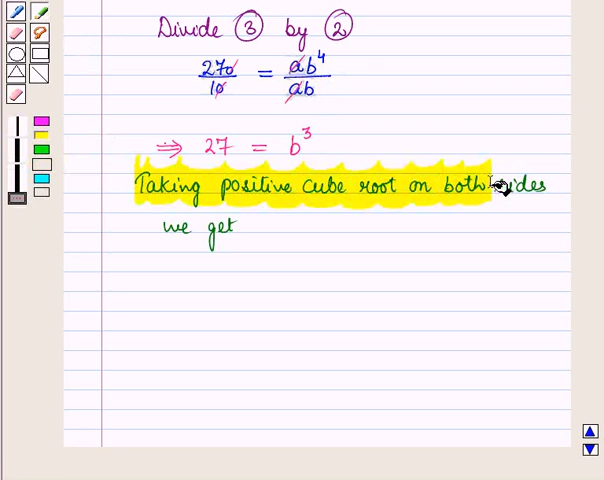 Divide ③ by ②
270/10 = ab⁴/ab
⇒ 27 = b³
Taking positive cube root on both sides
we get